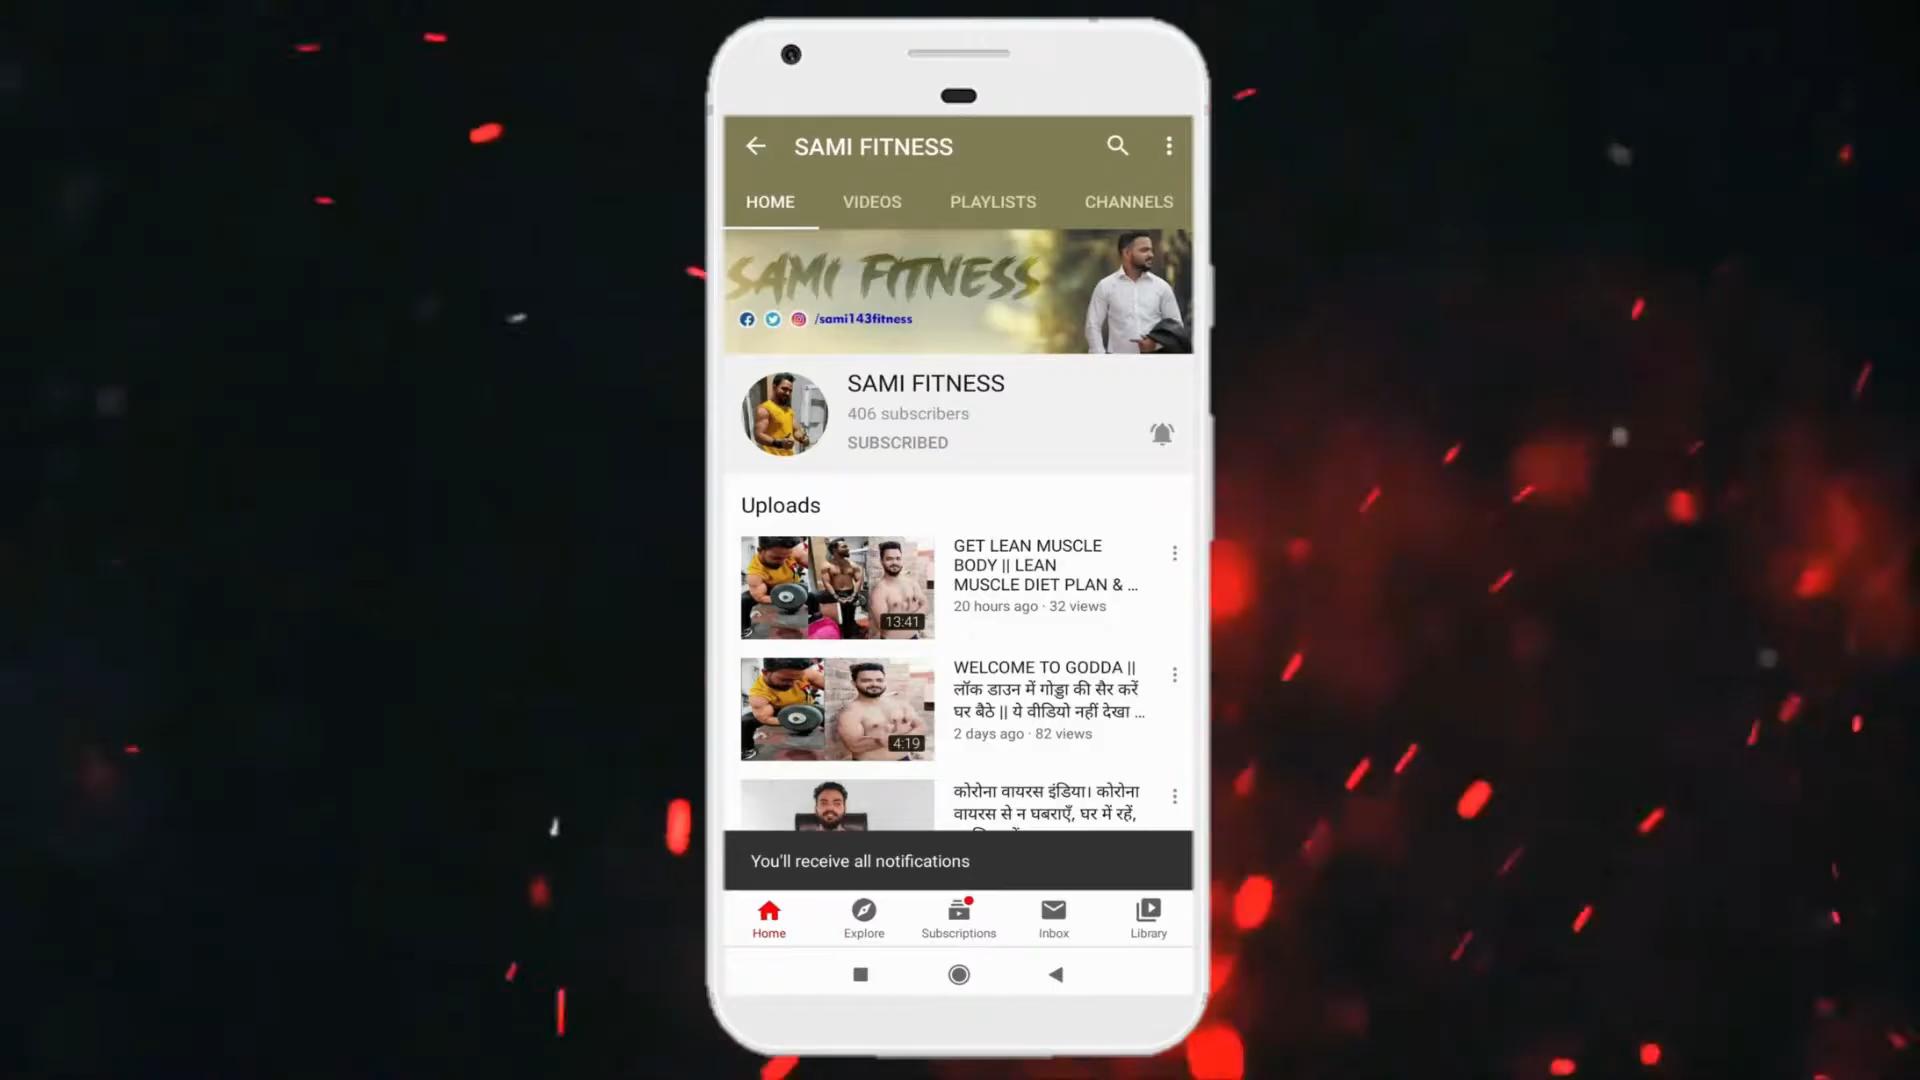 SAMI FITNESS
HOME VIDEOS PLAYLISTS CHANNELS
SAMI FITNESS
/sami143fitness
SAMI FITNESS
406 subscribers
SUBSCRIBED
Uploads
GET LEAN MUSCLE
BODY || LEAN
MUSCLE DIET PLAN & ...
20 hours ago · 32 views
13:41
WELCOME TO GODDA ||
लॉक डाउन में गोड्डा की सैर करें
घर बैठे || ये वीडियो नहीं देखा ...
2 days ago · 82 views
4:19
कोरोना वायरस इंडिया। कोरोना
वायरस से न घबराएँ, घर में रहें,
You'll receive all notifications
Home Explore Subscriptions Inbox Library